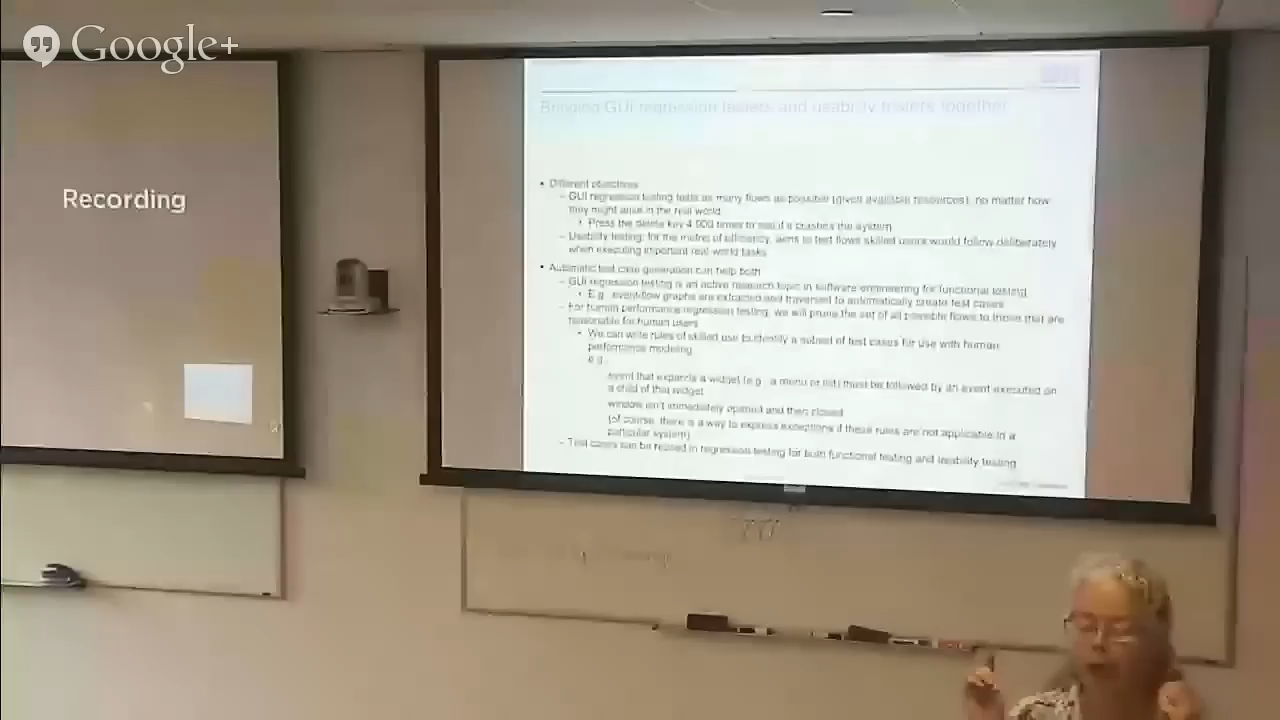 Google+
Recording
Bringing GUI regression testers and usability testers together
• Different objectives
– GUI regression testing tests as many flows as possible (given available resources), no matter how
they might arise in the real world
• Press the delete key 4,000 times to see if it crashes the system
– Usability testing, for the metric of efficiency, aims to test flows skilled users would follow deliberately
when executing important real-world tasks
• Automatic test case generation can help both
– GUI regression testing is an active research topic in software engineering for functional testing
• E.g., event-flow graphs are extracted and traversed to automatically create test cases
– For human performance regression testing, we will prune the set of all possible flows to those that are
reasonable for human users
• We can write rules of skilled use to identify a subset of test cases for use with human
performance modeling
e.g.,
event that expands a widget (e.g., a menu or list) must be followed by an event executed on
a child of that widget
window isn't immediately opened and then closed
(of course, there is a way to express exceptions if these rules are not applicable in a
particular system)
– Test cases can be reused in regression testing for both functional testing and usability testing